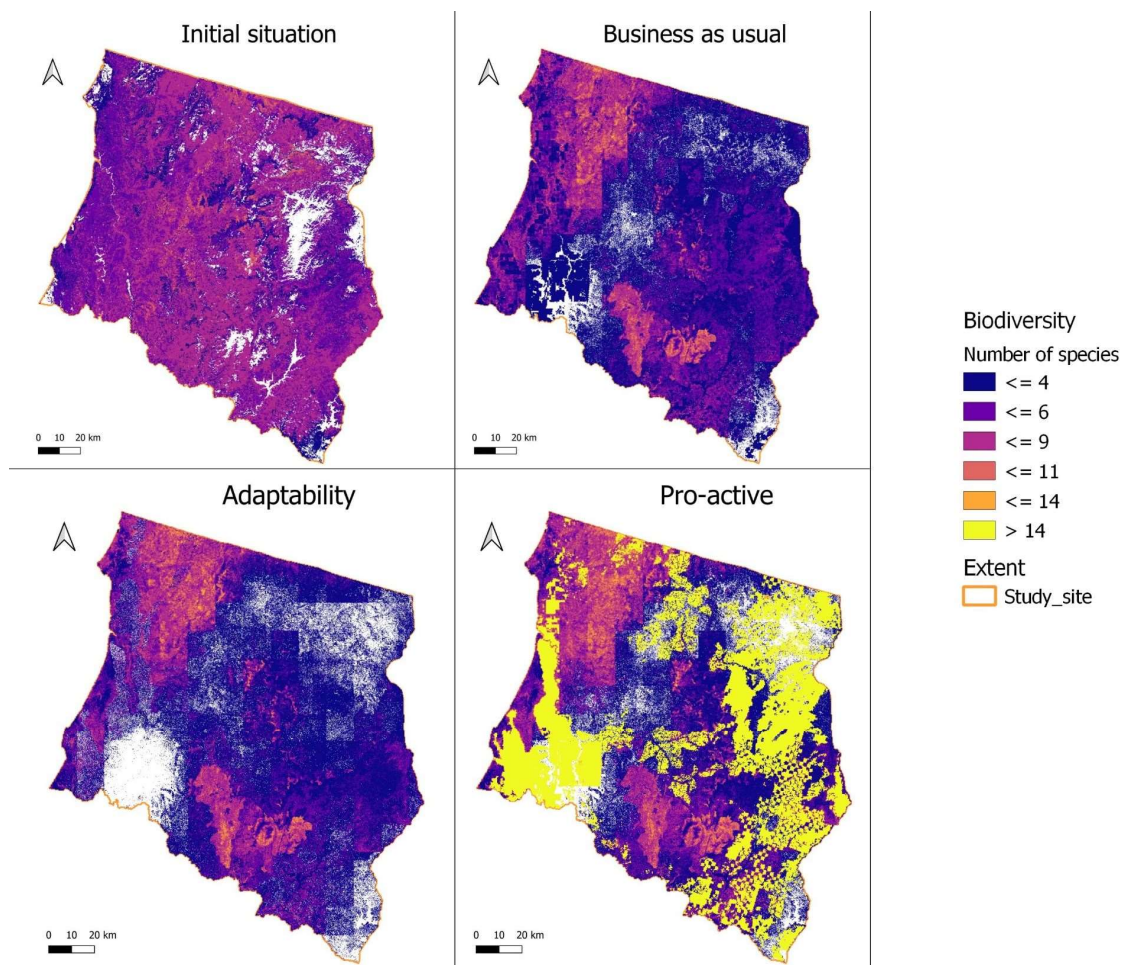 Initial situation
Business as usual
0 10 20 km
0 10 20 km
Adaptability
Pro-active
0 10 20 km
0 10 20 km
Biodiversity
Number of species
<= 4
<= 6
<= 9
<= 11
<= 14
> 14
Extent
Study_site